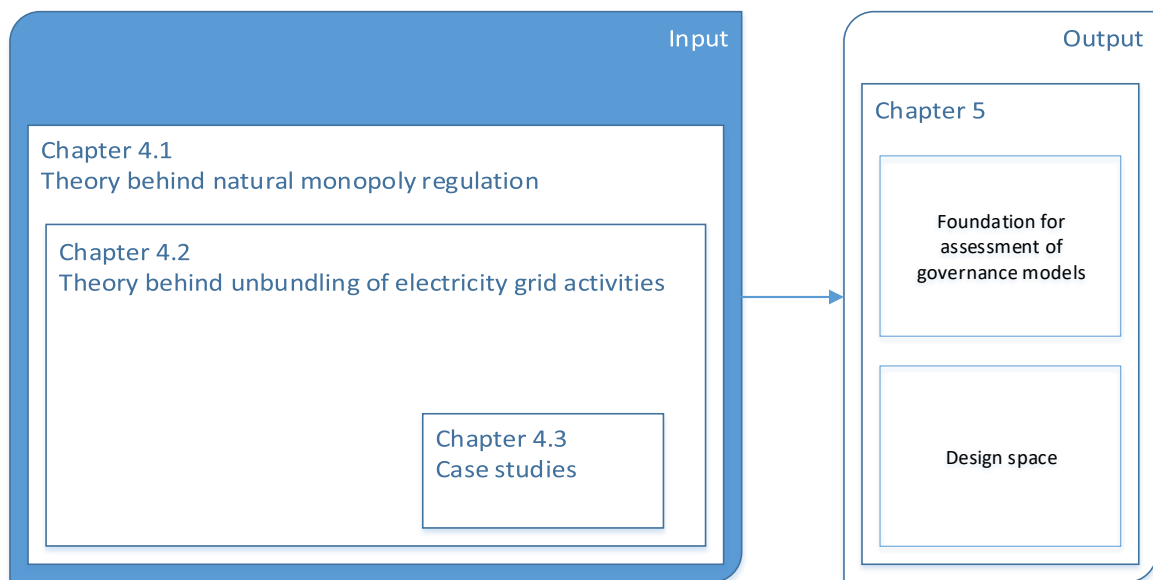 Input
Chapter 4.1
Theory behind natural monopoly regulation
Chapter 4.2
Theory behind unbundling of electricity grid activities
Chapter 4.3
Case studies
Output
Chapter 5
Foundation for
assessment of
governance models
Design space